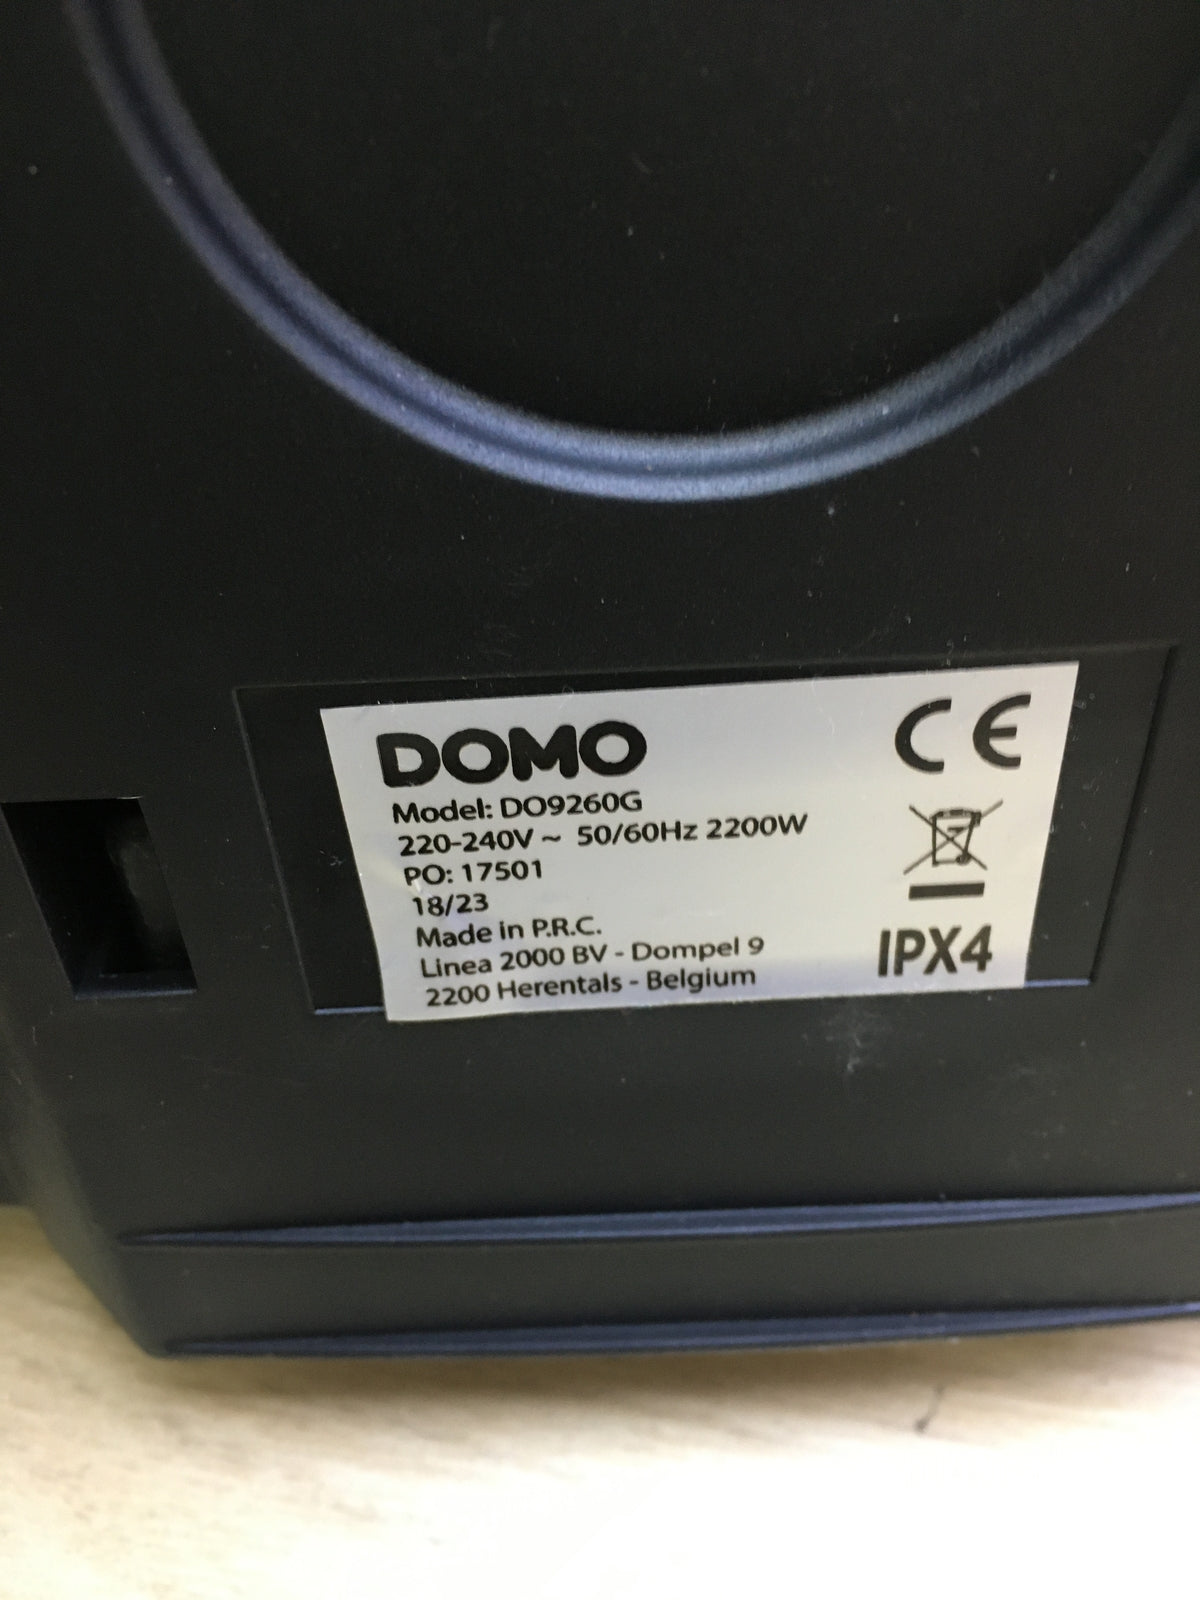 DOMO
Model: DO9260G
220-240V ~ 50/60Hz 2200W
PO: 17501
18/23
Made in P.R.C.
Linea 2000 BV - Dompel 9
2200 Herentals - Belgium
CE
IPX4